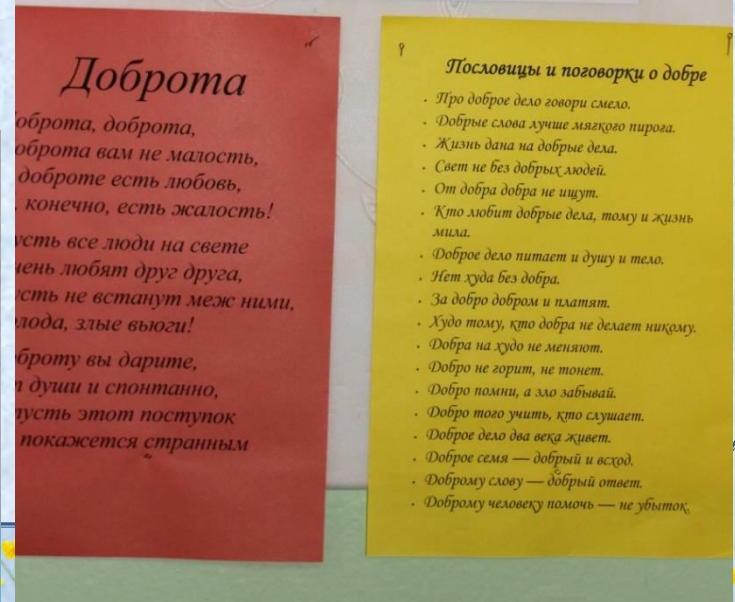 Доброта
оброта, доброта,
оброта вам не малость,
доброте есть любовь,
, конечно, есть жалость!
усть все люди на свете
чень любят друг друга,
усть не встанут меж ними,
лода, злые вьюги!
броту вы дарите,
т души и спонтанно,
пусть этот поступок
покажется странным
Пословицы и поговорки о добре
• Про доброе дело говори смело.
• Добрые слова лучше мягкого пирога.
• Жизнь дана на добрые дела.
• Свет не без добрых людей.
• От добра добра не ищут.
• Кто любит добрые дела, тому и жизнь
мила.
• Доброе дело питает и душу и тело.
• Нет худа без добра.
• За добро добром и платят.
• Худо тому, кто добра не делает никому.
• Добра на худо не меняют.
• Добро не горит, не тонет.
• Добро помни, а зло забывай.
• Добро того учить, кто слушает.
• Доброе дело два века живет.
• Доброе семя — добрый и всход.
• Доброму слову — добрый ответ.
• Доброму человеку помочь — не убыток.